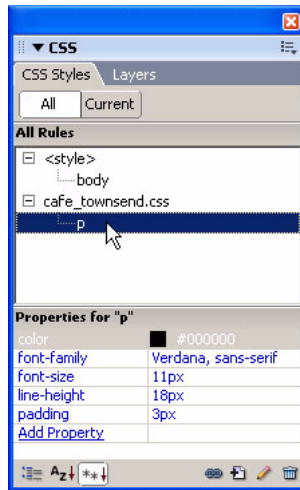 CSS
CSS Styles Layers
All Current
All Rules
<style>
body
cafe_townsend.css
p
Properties for "p"
color #000000
font-family Verdana, sans-serif
font-size 11px
line-height 18px
padding 3px
Add Property
Az↓ **↓